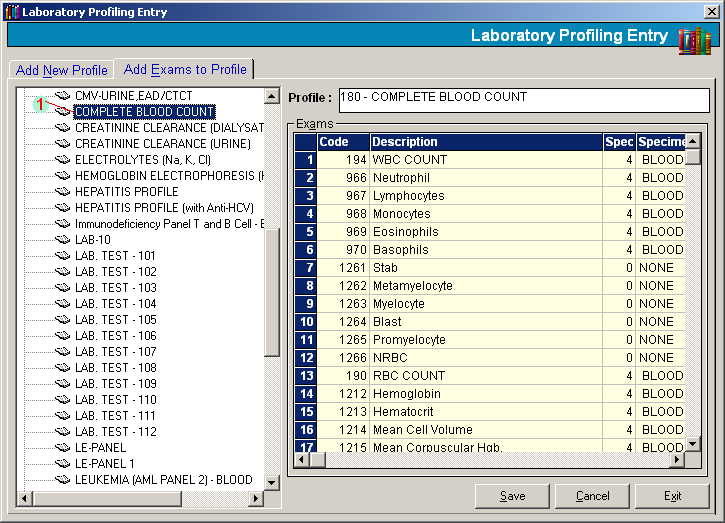 Laboratory Profiling Entry
Laboratory Profiling Entry
Add New Profile Add Exams to Profile
1
CMV-URINE,EAD/CTCT
COMPLETE BLOOD COUNT
CREATININE CLEARANCE (DIALYSAT
CREATININE CLEARANCE (URINE)
ELECTROLYTES (Na, K, Cl)
HEMOGLOBIN ELECTROPHORESIS (H
HEPATITIS PROFILE
HEPATITIS PROFILE (with Anti-HCV)
Immunodeficiency Panel T and B Cell - E
LAB-10
LAB. TEST - 101
LAB. TEST - 102
LAB. TEST - 103
LAB. TEST - 104
LAB. TEST - 105
LAB. TEST - 106
LAB. TEST - 107
LAB. TEST - 108
LAB. TEST - 109
LAB. TEST - 110
LAB. TEST - 111
LAB. TEST - 112
LE-PANEL
LE-PANEL 1
LEUKEMIA (AML PANEL 2) - BLOOD
Profile : 180 - COMPLETE BLOOD COUNT
Exams
Code Description Spec Specime
1 194 WBC COUNT 4 BLOOD
2 966 Neutrophil 4 BLOOD
3 967 Lymphocytes 4 BLOOD
4 968 Monocytes 4 BLOOD
5 969 Eosinophils 4 BLOOD
6 970 Basophils 4 BLOOD
7 1261 Stab 0 NONE
8 1262 Metamyelocyte 0 NONE
9 1263 Myelocyte 0 NONE
10 1264 Blast 0 NONE
11 1265 Promyelocyte 0 NONE
12 1266 NRBC 0 NONE
13 190 RBC COUNT 4 BLOOD
14 1212 Hemoglobin 4 BLOOD
15 1213 Hematocrit 4 BLOOD
16 1214 Mean Cell Volume 4 BLOOD
17 1215 Mean Corpuscular Hgb. 4 BLOOD
Save Cancel Exit